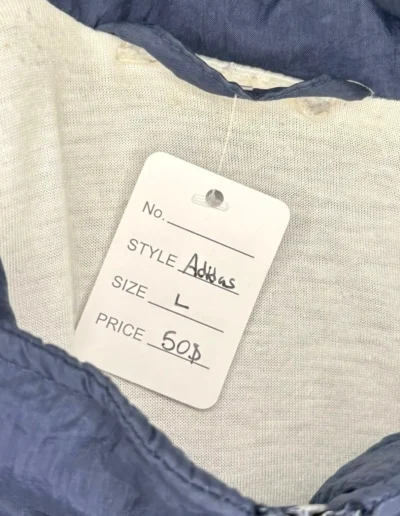 No.
STYLE Adidas
SIZE L
PRICE 50$